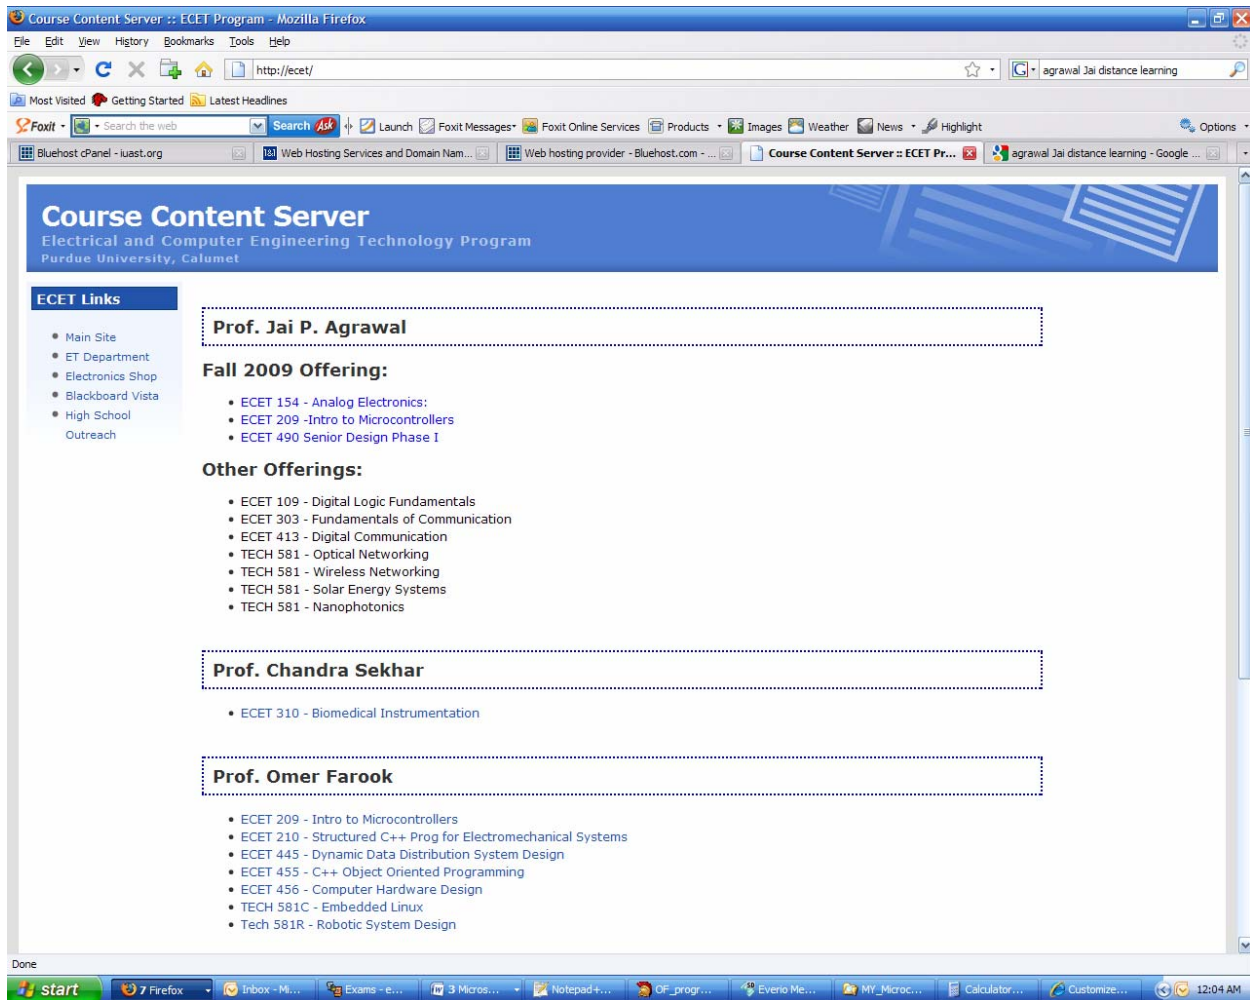 Course Content Server :: ECET Program - Mozilla Firefox
File Edit View History Bookmarks Tools Help
http://ecet/ G agrawal Jai distance learning
Most Visited Getting Started Latest Headlines
Foxit Search the web Search Ask Launch Foxit Messages Foxit Online Services Products Images Weather News Highlight Options
Bluehost cPanel - iuast.org 1&1 Web Hosting Services and Domain Nam... Web hosting provider - Bluehost.com - ... Course Content Server :: ECET Pr... agrawal Jai distance learning - Google ...
Course Content Server
Electrical and Computer Engineering Technology Program
Purdue University, Calumet
ECET Links
Main Site
ET Department
Electronics Shop
Blackboard Vista
High School
Outreach
Prof. Jai P. Agrawal
Fall 2009 Offering:
ECET 154 - Analog Electronics:
ECET 209 -Intro to Microcontrollers
ECET 490 Senior Design Phase I
Other Offerings:
ECET 109 - Digital Logic Fundamentals
ECET 303 - Fundamentals of Communication
ECET 413 - Digital Communication
TECH 581 - Optical Networking
TECH 581 - Wireless Networking
TECH 581 - Solar Energy Systems
TECH 581 - Nanophotonics
Prof. Chandra Sekhar
ECET 310 - Biomedical Instrumentation
Prof. Omer Farook
ECET 209 - Intro to Microcontrollers
ECET 210 - Structured C++ Prog for Electromechanical Systems
ECET 445 - Dynamic Data Distribution System Design
ECET 455 - C++ Object Oriented Programming
ECET 456 - Computer Hardware Design
TECH 581C - Embedded Linux
Tech 581R - Robotic System Design
Done
start 7 Firefox Inbox - Mi... Exams - e... 3 Micros... Notepad+... OF_progr... Everio Me... MY_Microc... Calculator... Customize... 12:04 AM